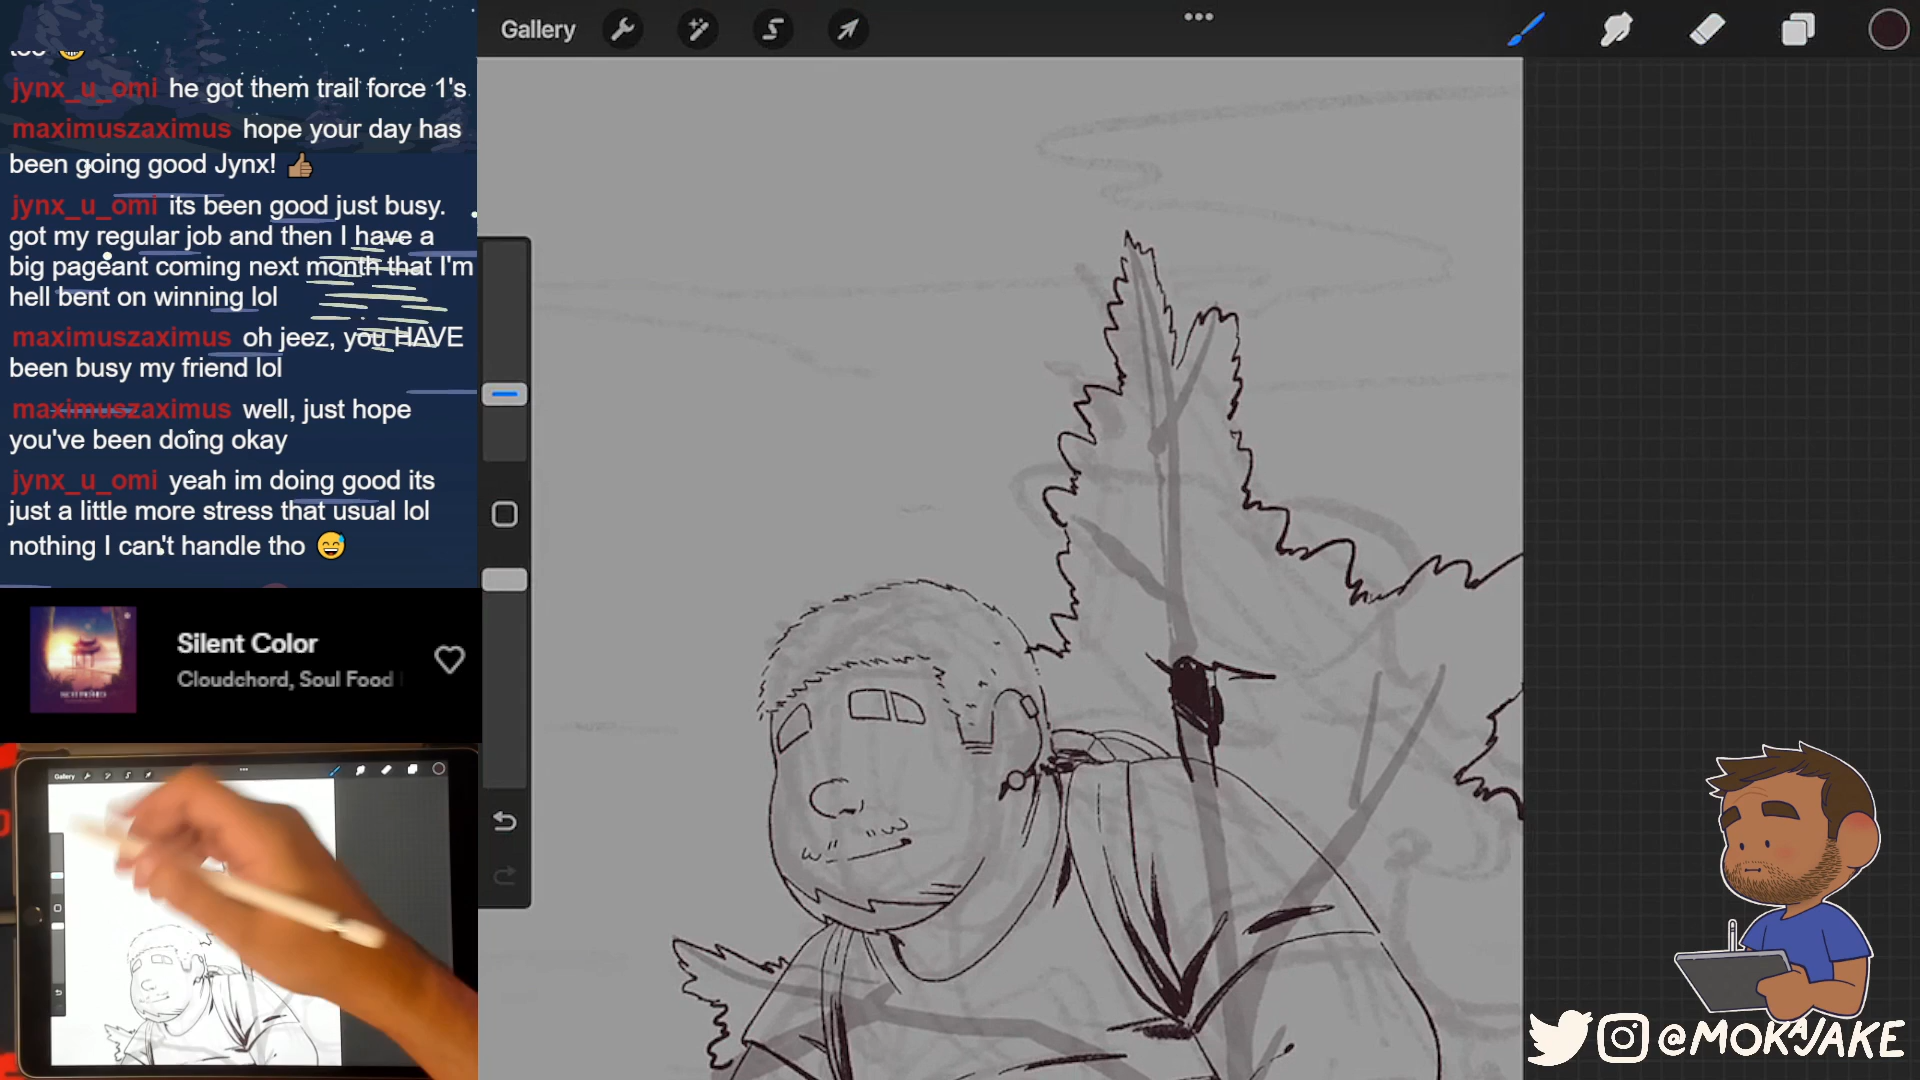 Gallery
jynx_u_omi he got them trail force 1's
maximuszaximus hope your day has
been going good Jynx! 👍🏽
jynx_u_omi its been good just busy.
got my regular job and then I have a
big pageant coming next month that I'm
hell bent on winning lol
maximuszaximus oh jeez, you HAVE
been busy my friend lol
maximuszaximus well, just hope
you've been doing okay
jynx_u_omi yeah im doing good its
just a little more stress that usual lol
nothing I can't handle tho 😅
Silent Color
Cloudchord, Soul Food
Gallery
@MOKAJAKE